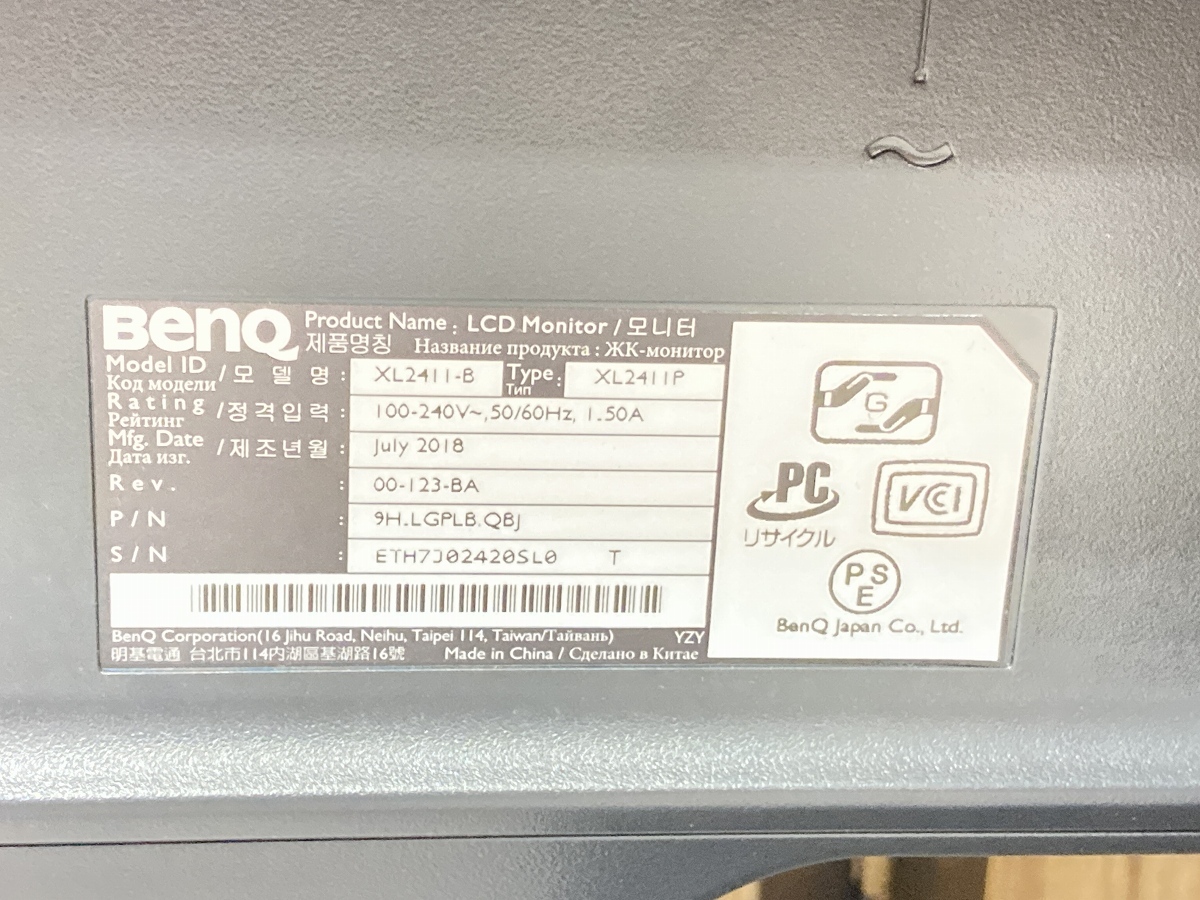 BenQ
Product Name : LCD Monitor / 모니터
제품명칭 Название продукта : ЖК-монитор
Model ID / 모 델 명 : XL2411-B Type : XL2411P
Код модели Тип
Rating / 정격입력 : 100-240V~,50/60Hz, 1.50A
Рейтинг
Mfg. Date / 제조년월 : July 2018
Дата изг.
Rev. : 00-123-BA
P/N : 9H.LGPLB.QBJ
S/N : ETH7J02420SL0 T
BenQ Corporation(16 Jihu Road, Neihu, Taipei 114, Taiwan/Тайвань) YZY
明基電通 台北市114内湖區基湖路16號 Made in China / Сделано в Китае
G
PC
リサイクル
VCCI
PSE
BenQ Japan Co., Ltd.